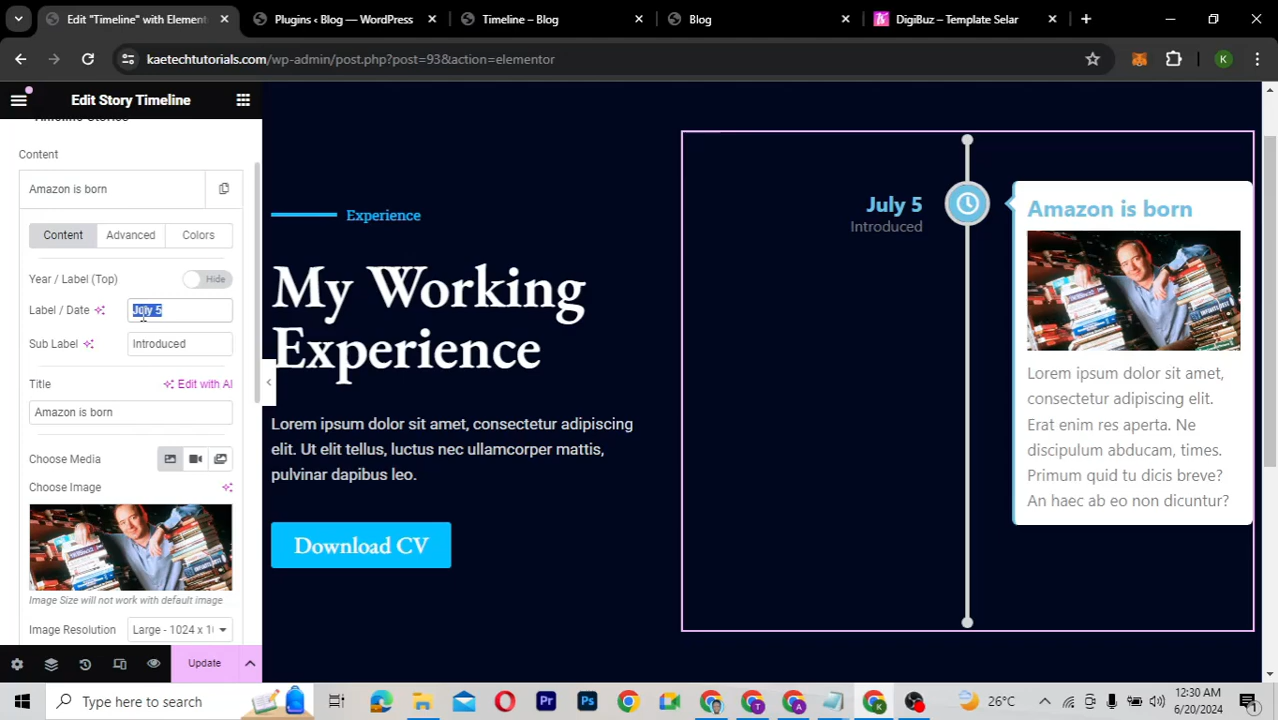 Edit "Timeline" with Element
Plugins ‹ Blog — WordPress
Timeline – Blog
Blog
DigiBuz – Template Selar
kaetechtutorials.com/wp-admin/post.php?post=93&action=elementor
K
Edit Story Timeline
Timeline Stories
Content
Amazon is born
Content
Advanced
Colors
Year / Label (Top)
Hide
Label / Date
July 5
Sub Label
Introduced
Title
Edit with AI
Amazon is born
Choose Media
Choose Image
Image Size will not work with default image
Image Resolution
Large - 1024 x 1
Update
Experience
My Working
Experience
Lorem ipsum dolor sit amet, consectetur adipiscing
elit. Ut elit tellus, luctus nec ullamcorper mattis,
pulvinar dapibus leo.
Download CV
July 5
Introduced
Amazon is born
Lorem ipsum dolor sit amet,
consectetur adipiscing elit.
Erat enim res aperta. Ne
discipulum abducam, times.
Primum quid tu dicis breve?
An haec ab eo non dicuntur?
Type here to search
Pr
Ps
26°C
12:30 AM
6/20/2024